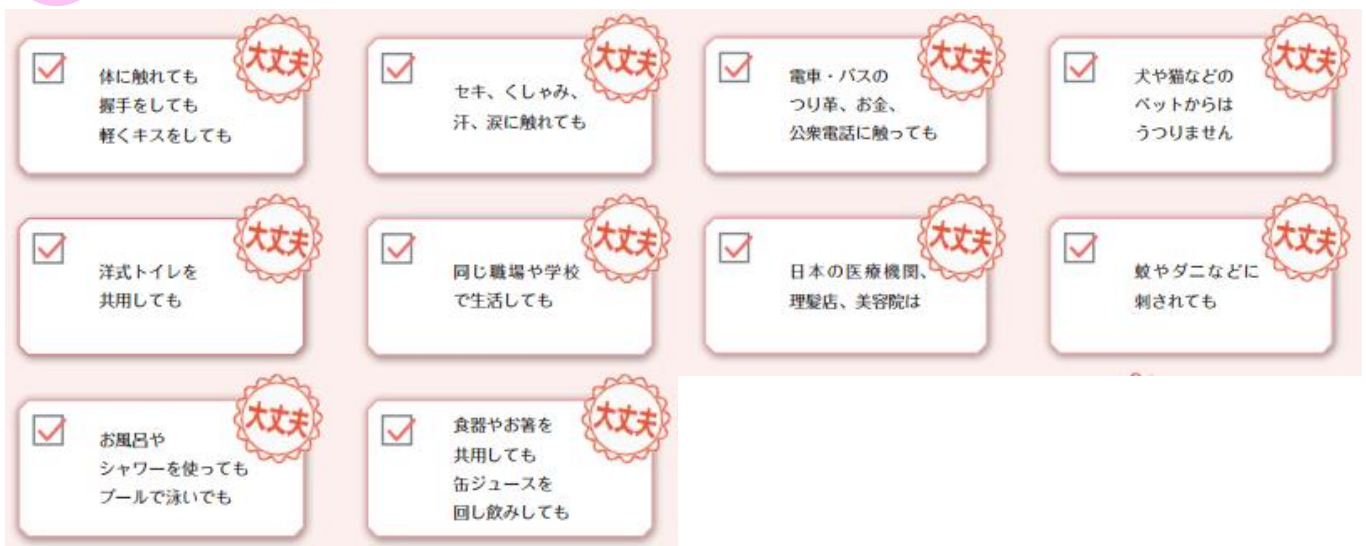 大丈夫
体に触れても
握手をしても
軽くキスをしても
大丈夫
セキ、くしゃみ、
汗、涙に触れても
大丈夫
電車・バスの
つり革、お金、
公衆電話に触っても
大丈夫
犬や猫などの
ペットからは
うつりません
大丈夫
洋式トイレを
共用しても
大丈夫
同じ職場や学校
で生活しても
大丈夫
日本の医療機関、
理髪店、美容院は
大丈夫
蚊やダニなどに
刺されても
大丈夫
お風呂や
シャワーを使っても
プールで泳いでも
大丈夫
食器やお箸を
共用しても
缶ジュースを
回し飲みしても